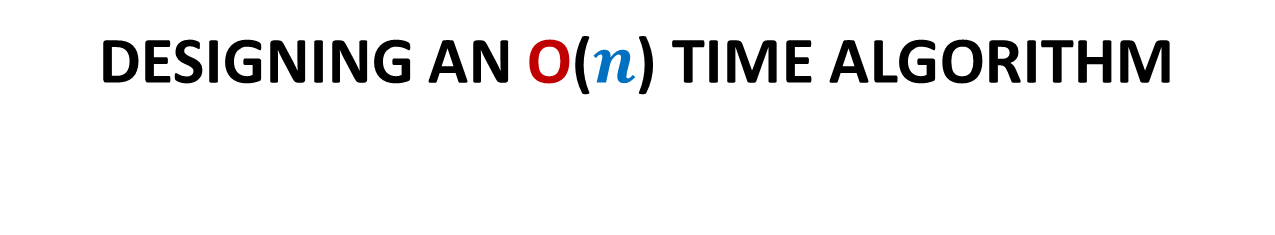 DESIGNING AN O(n) TIME ALGORITHM